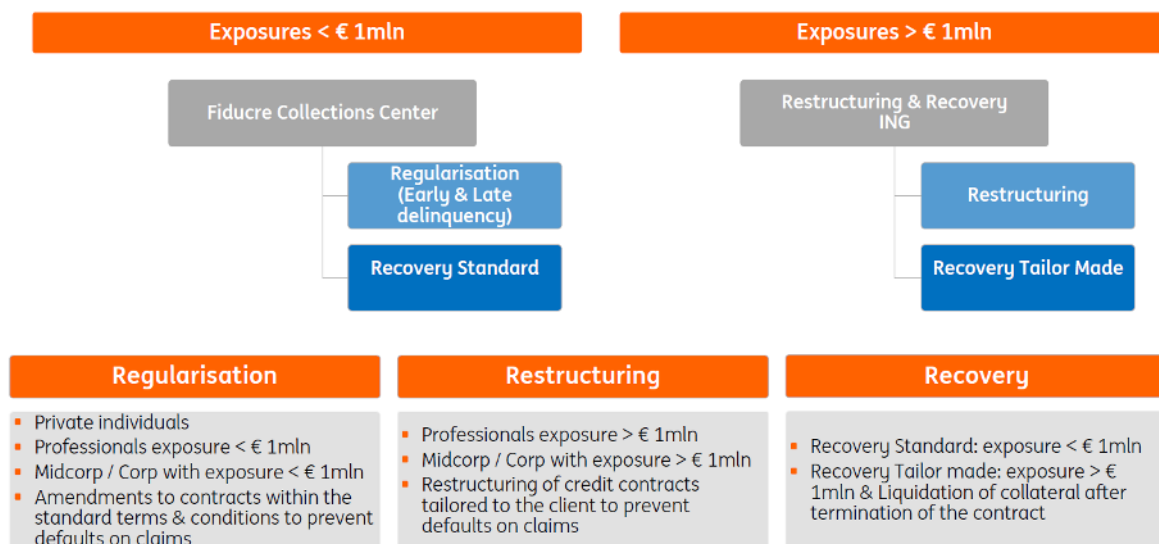 Exposures < € 1mln
Exposures > € 1mln
Fiducre Collections Center
Restructuring & Recovery
ING
Regularisation
(Early & Late
delinquency)
Restructuring
Recovery Standard
Recovery Tailor Made
Regularisation
▪ Private individuals
▪ Professionals exposure < € 1mln
▪ Midcorp / Corp with exposure < € 1mln
▪ Amendments to contracts within the
standard terms & conditions to prevent
defaults on claims
Restructuring
▪ Professionals exposure > € 1mln
▪ Midcorp / Corp with exposure > € 1mln
▪ Restructuring of credit contracts
tailored to the client to prevent
defaults on claims
Recovery
▪ Recovery Standard: exposure < € 1mln
▪ Recovery Tailor made: exposure > €
1mln & Liquidation of collateral after
termination of the contract